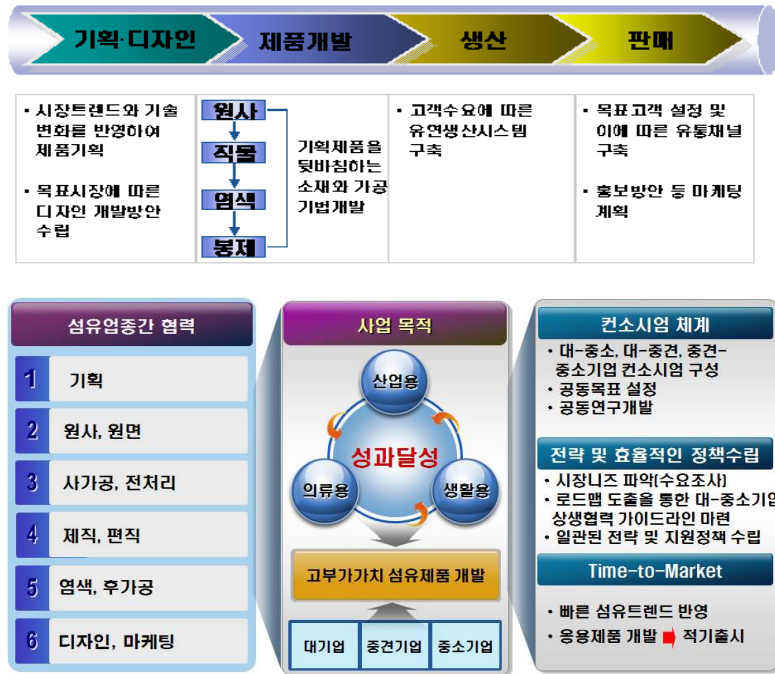 기획·디자인
제품개발
생산
판매
• 시장트렌드와 기술
변화를 반영하여
제품기획
• 목표시장에 따른
디자인 개발방안
수립
원사
직물
염색
봉제
기획제품을
뒷바침하는
소재와 가공
기법개발
• 고객수요에 따른
유연생산시스템
구축
• 목표고객 설정 및
이에 따른 유통채널
구축
• 홍보방안 등 마케팅
계획
섬유업종간 협력
1 기획
2 원사, 원면
3 사가공, 전처리
4 제직, 편직
5 염색, 후가공
6 디자인, 마케팅
사업 목적
산업용
성과달성
의류용
생활용
고부가가치 섬유제품 개발
대기업
중견기업
중소기업
컨소시엄 체계
• 대-중소, 대-중견, 중견-
중소기업 컨소시엄 구성
• 공동목표 설정
• 공동연구개발
전략 및 효율적인 정책수립
• 시장니즈 파악(수요조사)
• 로드맵 도출을 통한 대-중소기업
상생협력 가이드라인 마련
• 일관된 전략 및 지원정책 수립
Time-to-Market
• 빠른 섬유트렌드 반영
• 응용제품 개발 ➡ 적기출시